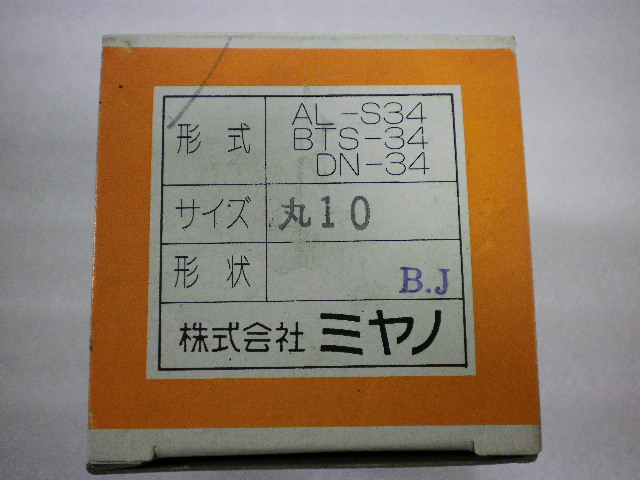 形式 AL-S34
BTS-34
DN-34
サイズ 丸10
形状 B.J
株式会社 ミヤノ